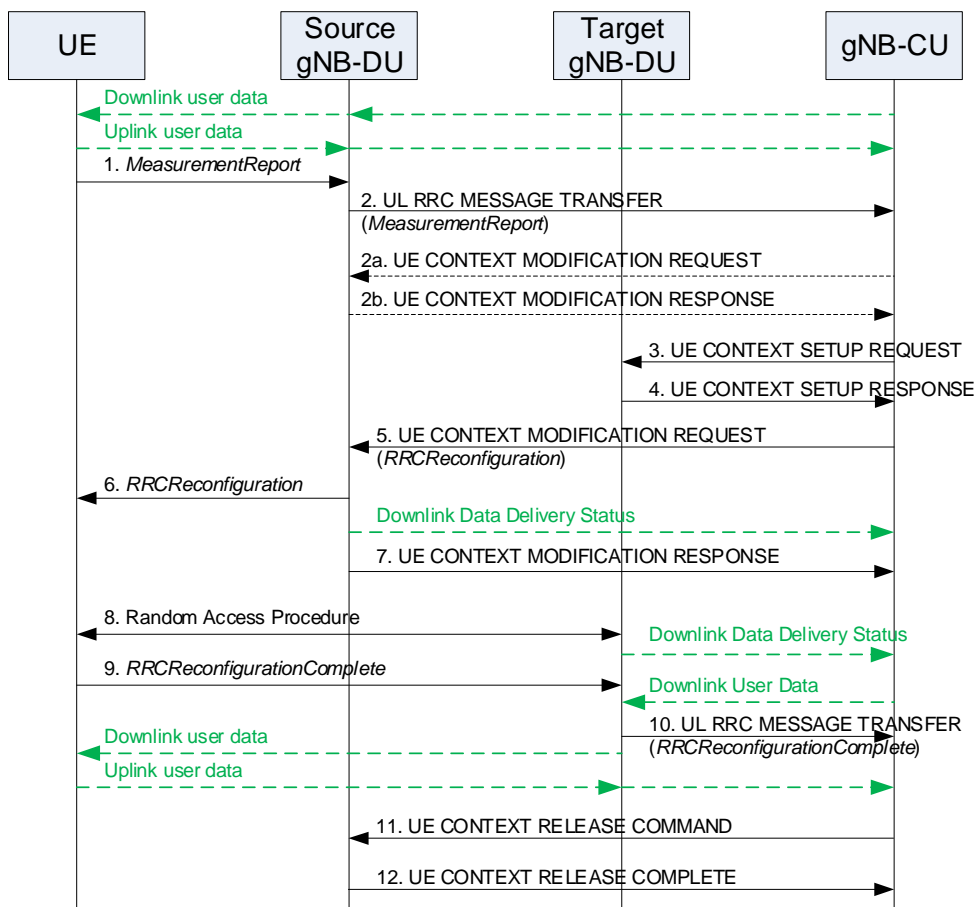 UE
Source
gNB-DU
Target
gNB-DU
gNB-CU
Downlink user data
Uplink user data
1. MeasurementReport
2. UL RRC MESSAGE TRANSFER
(MeasurementReport)
2a. UE CONTEXT MODIFICATION REQUEST
2b. UE CONTEXT MODIFICATION RESPONSE
3. UE CONTEXT SETUP REQUEST
4. UE CONTEXT SETUP RESPONSE
5. UE CONTEXT MODIFICATION REQUEST
(RRCReconfiguration)
6. RRCReconfiguration
Downlink Data Delivery Status
7. UE CONTEXT MODIFICATION RESPONSE
8. Random Access Procedure
Downlink Data Delivery Status
9. RRCReconfigurationComplete
Downlink User Data
10. UL RRC MESSAGE TRANSFER
(RRCReconfigurationComplete)
Downlink user data
Uplink user data
11. UE CONTEXT RELEASE COMMAND
12. UE CONTEXT RELEASE COMPLETE